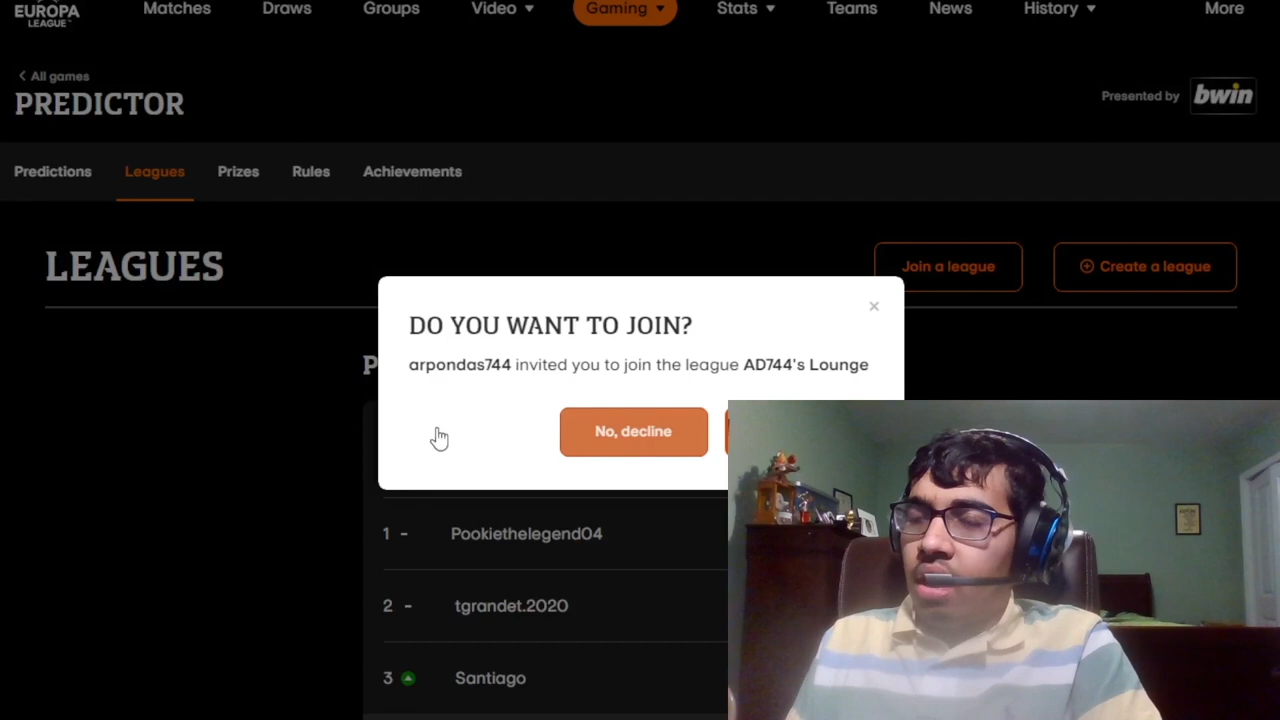 EUROPA
LEAGUE™
Matches
Draws
Groups
Video
Gaming
Stats
Teams
News
History
More
All games
PREDICTOR
Presented by
bwin
Predictions
Leagues
Prizes
Rules
Achievements
LEAGUES
Join a league
Create a league
DO YOU WANT TO JOIN?
×
arpondas744 invited you to join the league AD744's Lounge
No, decline
P
1 - Pookiethelegend04
2 - tgrandet.2020
3 Santiago